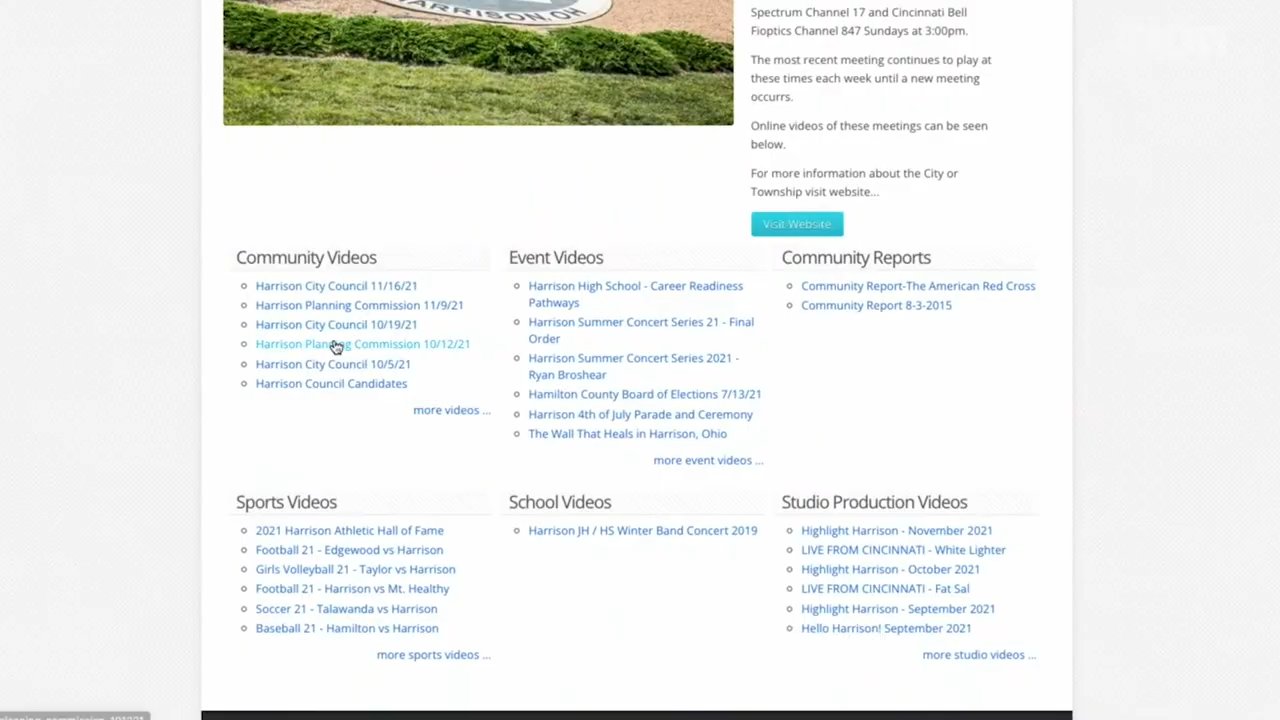 HARRISON, OH
Spectrum Channel 17 and Cincinnati Bell
Fioptics Channel 847 Sundays at 3:00pm.
The most recent meeting continues to play at
these times each week until a new meeting
occurrs.
Online videos of these meetings can be seen
below.
For more information about the City or
Township visit website...
Visit Website
Community Videos
Harrison City Council 11/16/21
Harrison Planning Commission 11/9/21
Harrison City Council 10/19/21
Harrison Planning Commission 10/12/21
Harrison City Council 10/5/21
Harrison Council Candidates
more videos ...
Event Videos
Harrison High School - Career Readiness
Pathways
Harrison Summer Concert Series 21 - Final
Order
Harrison Summer Concert Series 2021 -
Ryan Broshear
Hamilton County Board of Elections 7/13/21
Harrison 4th of July Parade and Ceremony
The Wall That Heals in Harrison, Ohio
more event videos ...
Community Reports
Community Report-The American Red Cross
Community Report 8-3-2015
Sports Videos
2021 Harrison Athletic Hall of Fame
Football 21 - Edgewood vs Harrison
Girls Volleyball 21 - Taylor vs Harrison
Football 21 - Harrison vs Mt. Healthy
Soccer 21 - Talawanda vs Harrison
Baseball 21 - Hamilton vs Harrison
more sports videos ...
School Videos
Harrison JH / HS Winter Band Concert 2019
Studio Production Videos
Highlight Harrison - November 2021
LIVE FROM CINCINNATI - White Lighter
Highlight Harrison - October 2021
LIVE FROM CINCINNATI - Fat Sal
Highlight Harrison - September 2021
Hello Harrison! September 2021
more studio videos ...